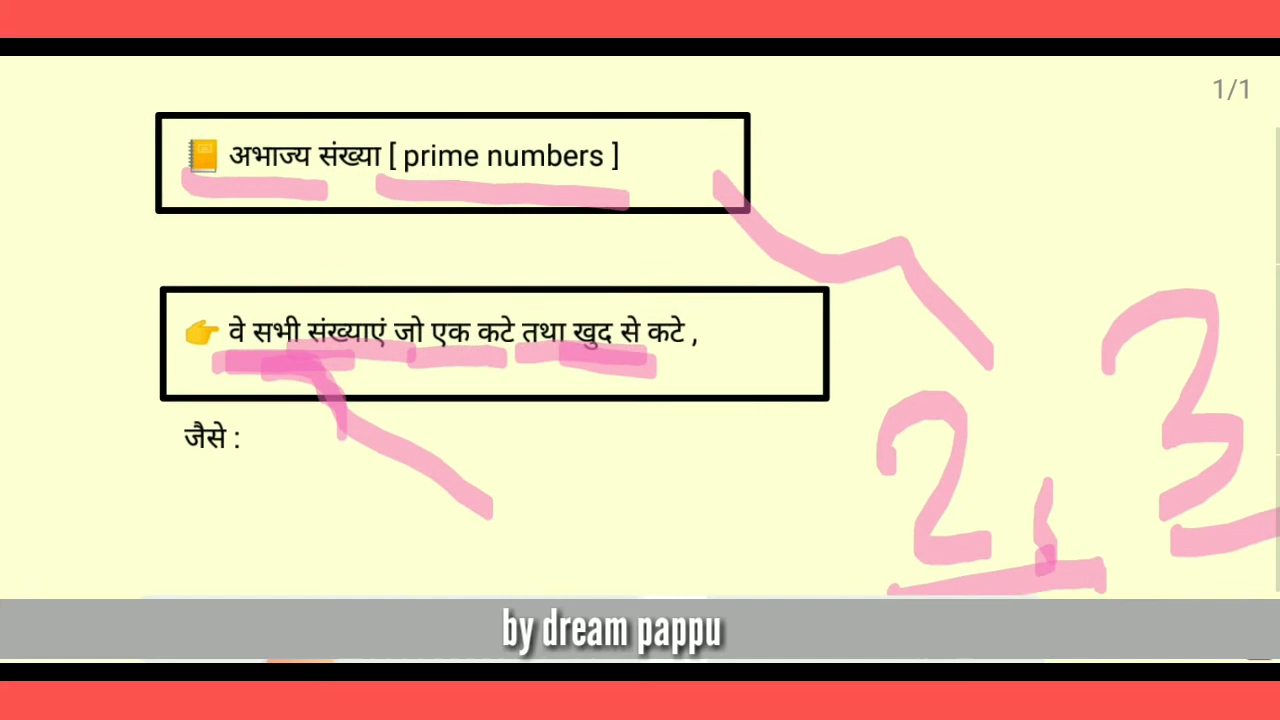 1/1
📒 अभाज्य संख्या [ prime numbers ]
👉 वे सभी संख्याएं जो एक कटे तथा खुद से कटे ,
जैसे :
2, 3
by dream pappu